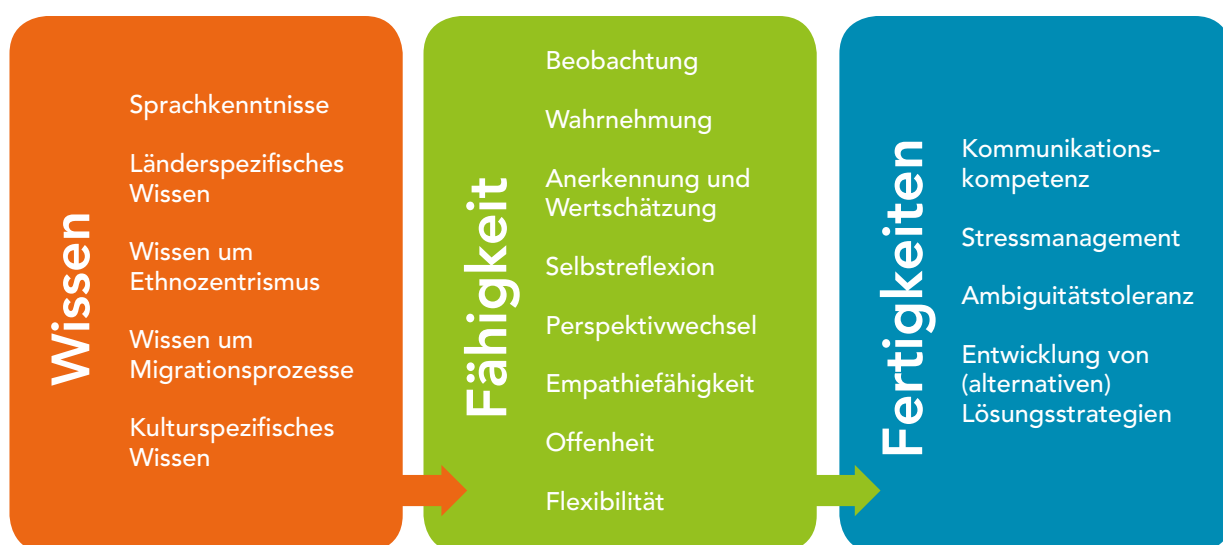 Wissen
Sprachkenntnisse
Länderspezifisches
Wissen
Wissen um
Ethnozentrismus
Wissen um
Migrationsprozesse
Kulturspezifisches
Wissen
Fähigkeit
Beobachtung
Wahrnehmung
Anerkennung und
Wertschätzung
Selbstreflexion
Perspektivwechsel
Empathiefähigkeit
Offenheit
Flexibilität
Fertigkeiten
Kommunikations-
kompetenz
Stressmanagement
Ambiguitätstoleranz
Entwicklung von
(alternativen)
Lösungsstrategien